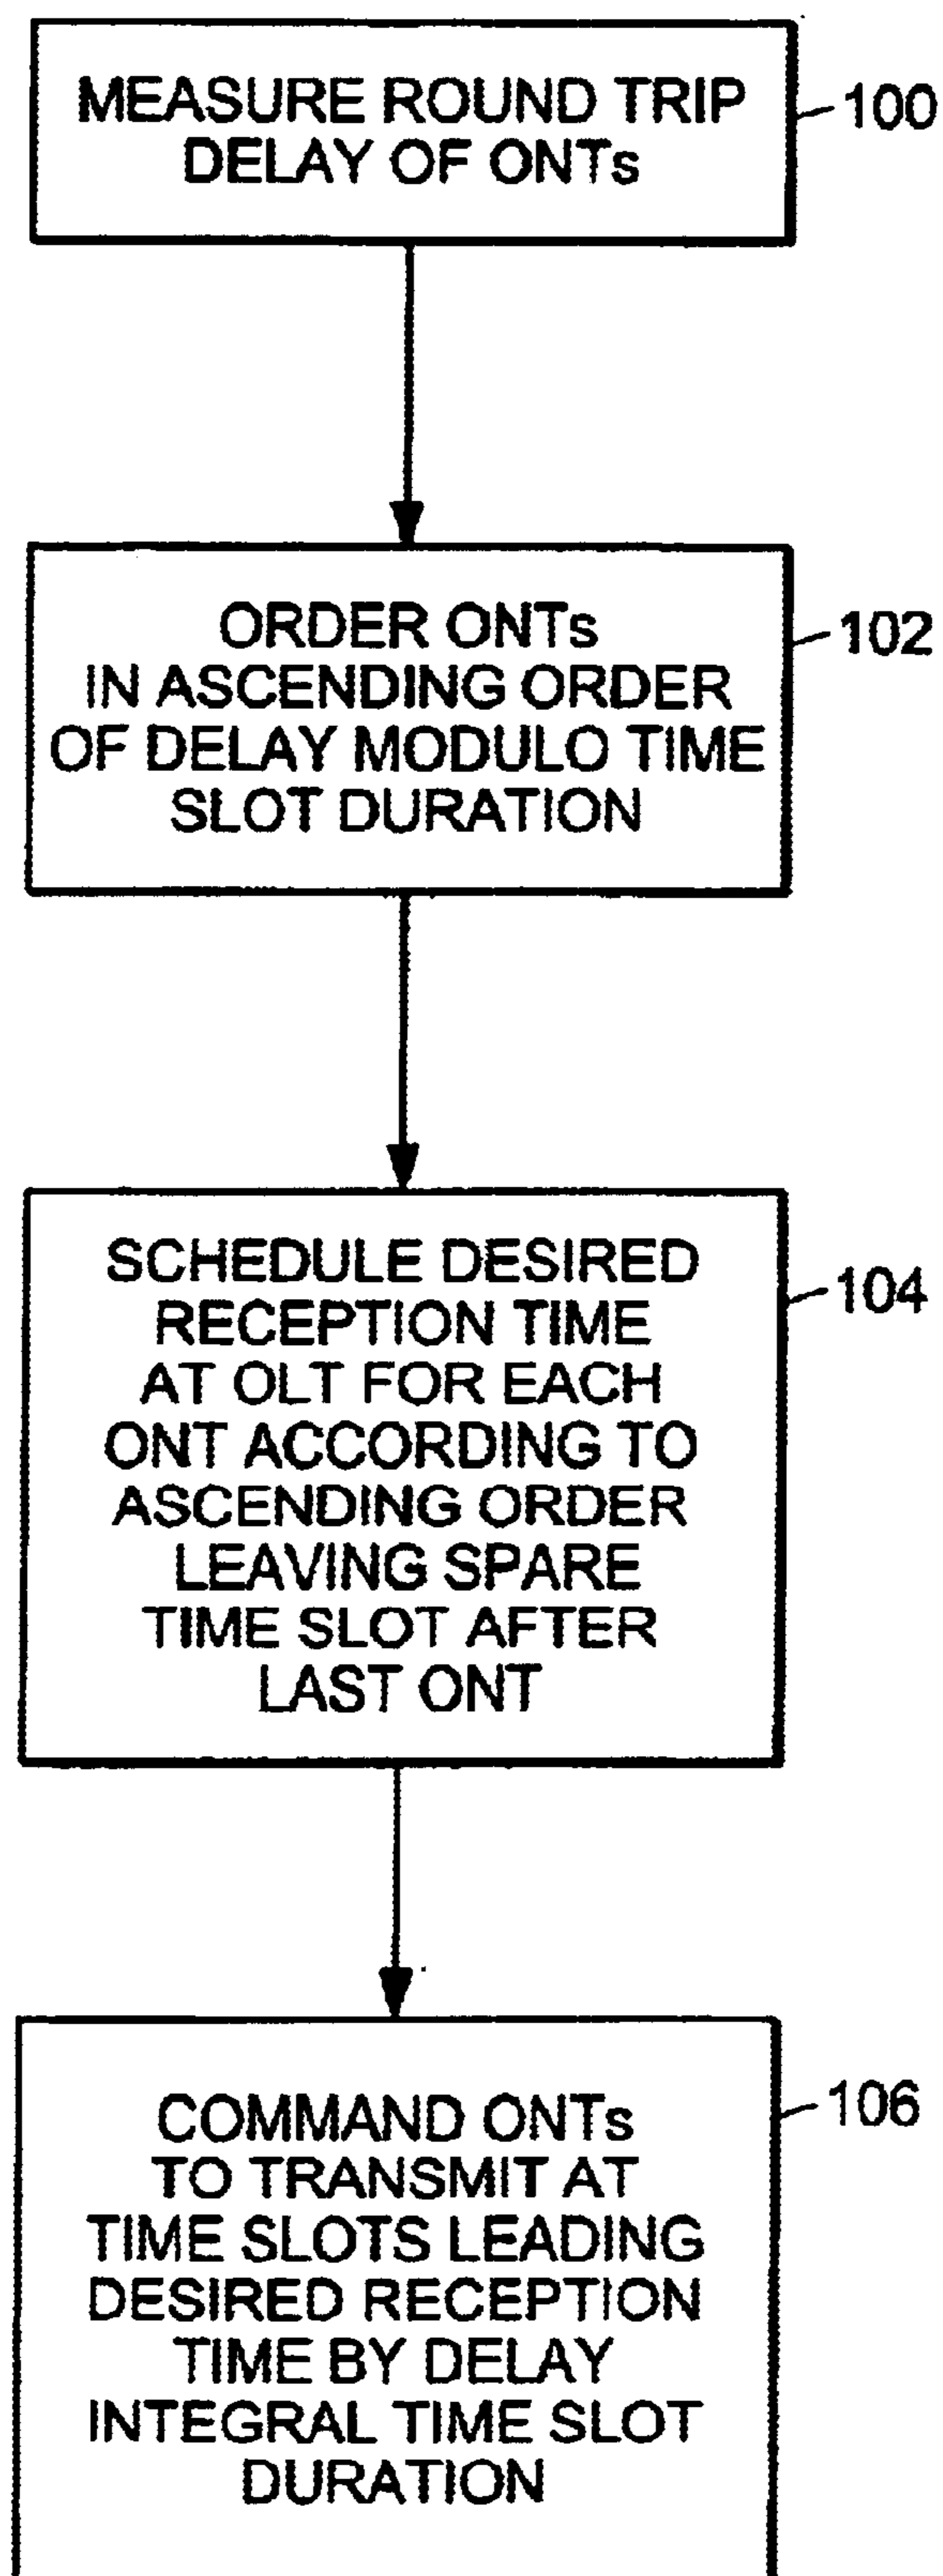 MEASURE ROUND TRIP
DELAY OF ONTs
100
ORDER ONTs
IN ASCENDING ORDER
OF DELAY MODULO TIME
SLOT DURATION
102
SCHEDULE DESIRED
RECEPTION TIME
AT OLT FOR EACH
ONT ACCORDING TO
ASCENDING ORDER
LEAVING SPARE
TIME SLOT AFTER
LAST ONT
104
COMMAND ONTs
TO TRANSMIT AT
TIME SLOTS LEADING
DESIRED RECEPTION
TIME BY DELAY
INTEGRAL TIME SLOT
DURATION
106